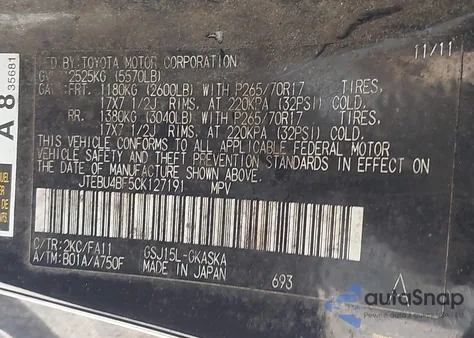 MFD BY: TOYOTA MOTOR CORPORATION 11/11
2525KG (5570LB)
FRT. 1180KG (2600LB) WITH P265/70R17 TIRES,
17X7 1/2J RIMS, AT 220KPA (32PSI) COLD.
RR. 1380KG (3040LB) WITH P265/70R17 TIRES,
17X7 1/2J RIMS, AT 220KPA (32PSI) COLD.
THIS VEHICLE CONFORMS TO ALL APPLICABLE FEDERAL MOTOR
VEHICLE SAFETY, BUMPER, AND THEFT PREVENTION STANDARDS IN EFFECT ON
THE DATE OF MANUFACTURE SHOWN ABOVE.
JTEBU4BF5CK127191 MPV
C/TR: 2KC/FA11 GSJ15L-GKASKA
A/TM: B01A/A750F MADE IN JAPAN 693
A 8 35681
autoSnap